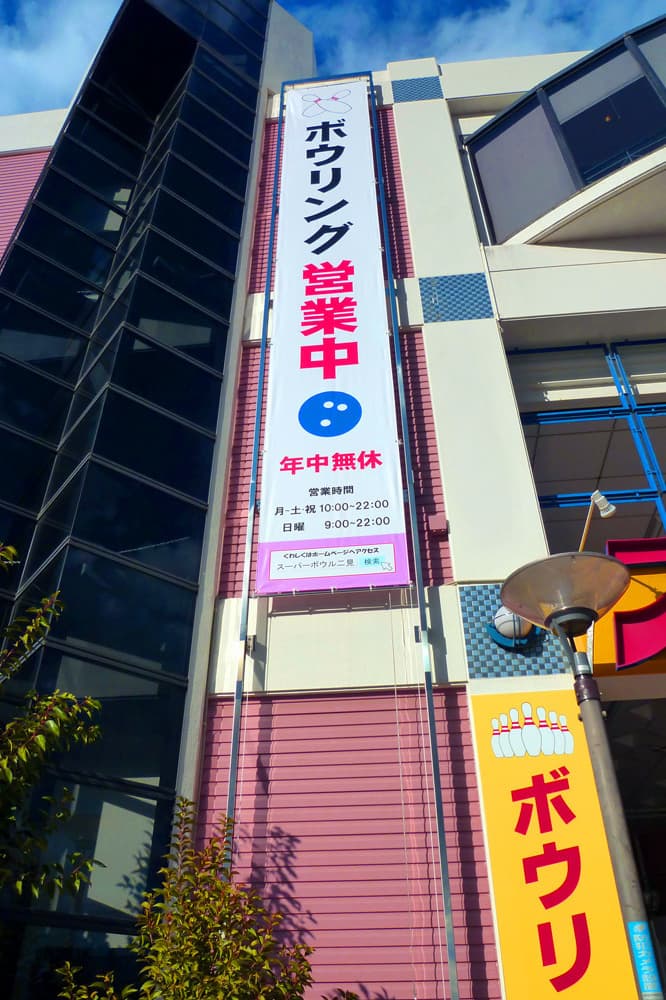 ボウリング
営業中
年中無休
営業時間
月-土・祝 10:00~22:00
日曜 9:00~22:00
くわしくはホームページへアクセス
スーパーボウル二見 検索
ボウリ